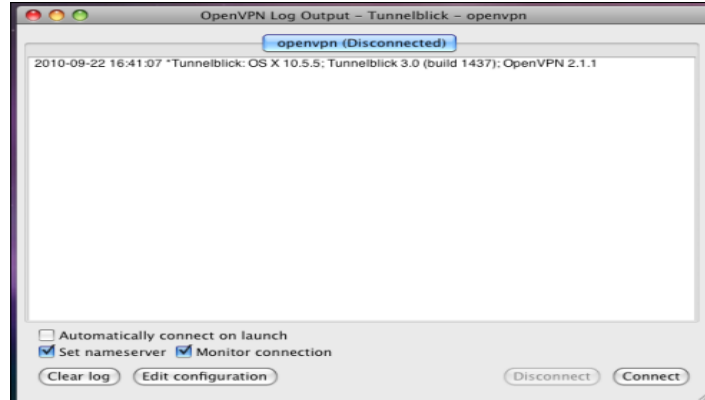 OpenVPN Log Output – Tunnelblick – openvpn
openvpn (Disconnected)
2010-09-22 16:41:07 *Tunnelblick: OS X 10.5.5; Tunnelblick 3.0 (build 1437); OpenVPN 2.1.1
Automatically connect on launch
Set nameserver Monitor connection
Clear log Edit configuration Disconnect Connect